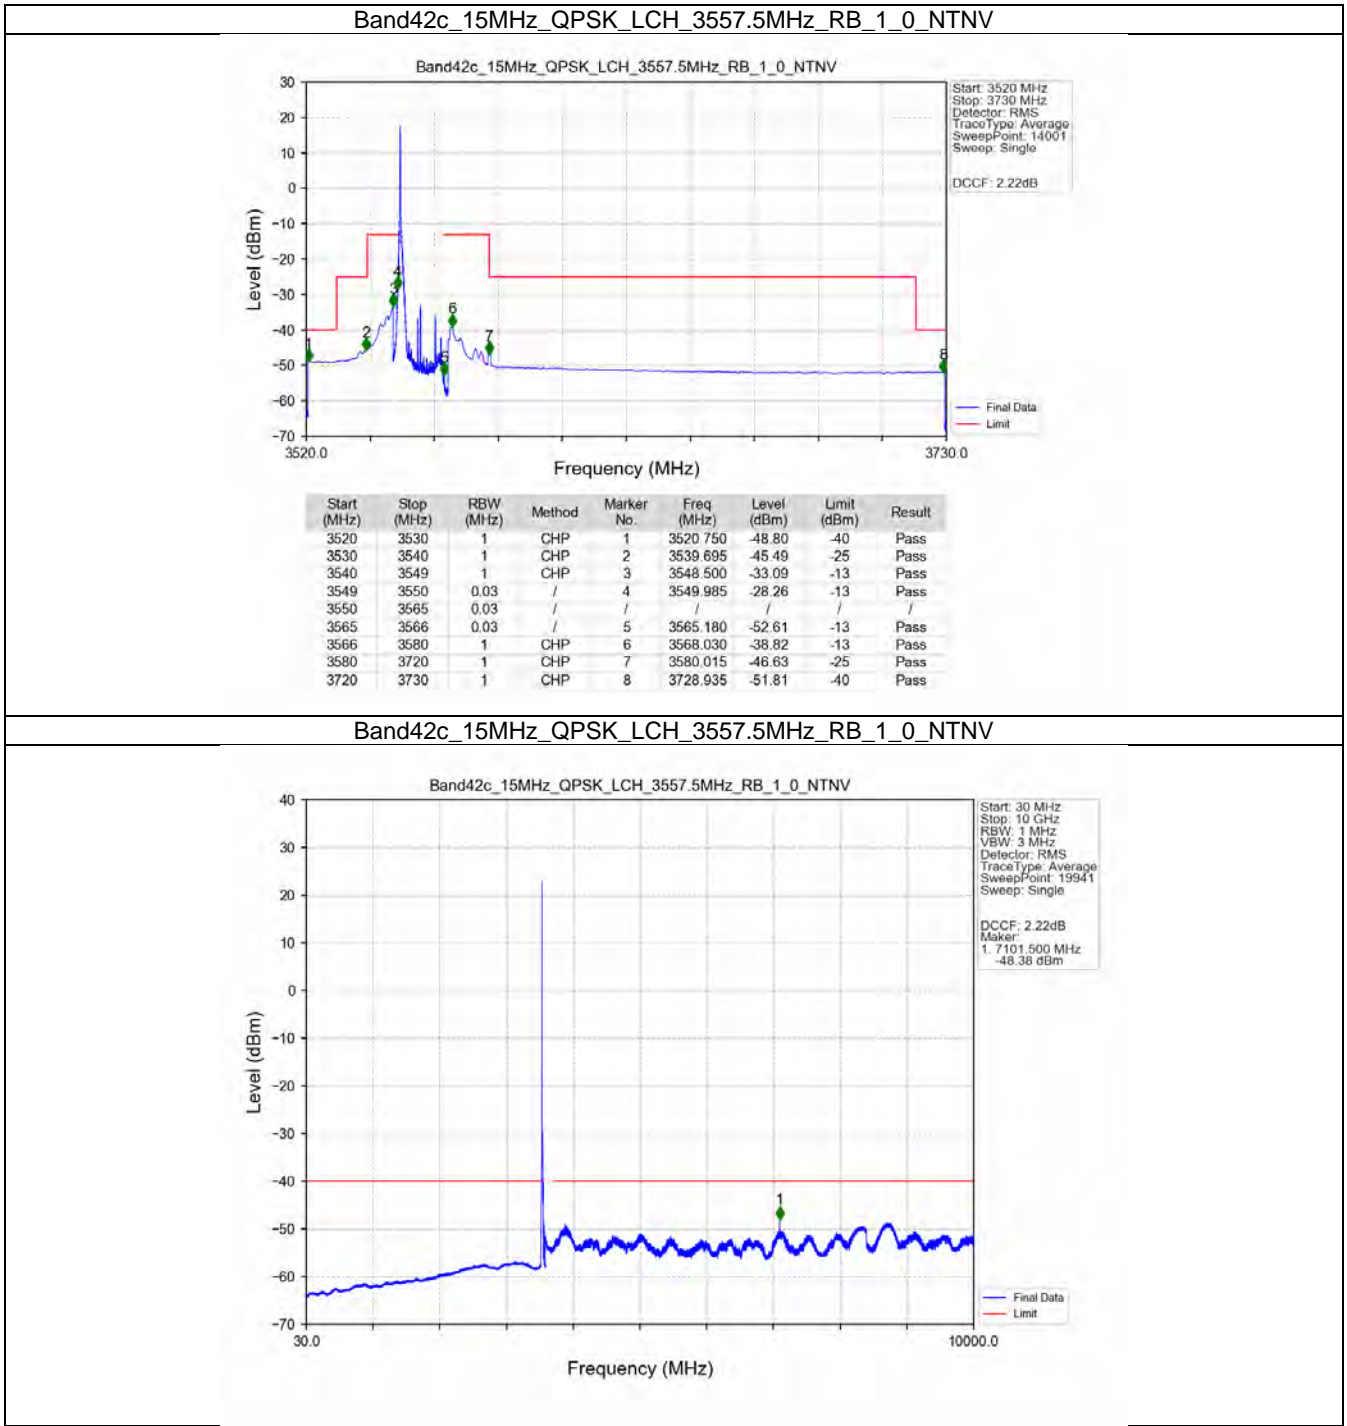 Band42c_15MHz_QPSK_LCH_3557.5MHz_RB_1_0_NTNV
Band42c_15MHz_QPSK_LCH_3557.5MHz_RB_1_0_NTNV
Start: 3520 MHz
Stop: 3730 MHz
Detector: RMS
TraceType: Average
SweepPoint: 14001
Sweep: Single
DCCF: 2.22dB
Level (dBm)
30
20
10
0
−10
−20
−30
−40
−50
−60
−70
1
2
3
4
5
6
7
8
Final Data
Limit
3520.0
3730.0
Frequency (MHz)
Start (MHz) Stop (MHz) RBW (MHz) Method Marker No. Freq (MHz) Level (dBm) Limit (dBm) Result
3520 3530 1 CHP 1 3520.750 -48.80 -40 Pass
3530 3540 1 CHP 2 3539.695 -45.49 -25 Pass
3540 3549 1 CHP 3 3548.500 -33.09 -13 Pass
3549 3550 0.03 / 4 3549.985 -28.26 -13 Pass
3550 3565 0.03 / / / / / /
3565 3566 0.03 / 5 3565.180 -52.61 -13 Pass
3566 3580 1 CHP 6 3568.030 -38.82 -13 Pass
3580 3720 1 CHP 7 3580.015 -46.63 -25 Pass
3720 3730 1 CHP 8 3728.935 -51.81 -40 Pass
Band42c_15MHz_QPSK_LCH_3557.5MHz_RB_1_0_NTNV
Band42c_15MHz_QPSK_LCH_3557.5MHz_RB_1_0_NTNV
Start: 30 MHz
Stop: 10 GHz
RBW: 1 MHz
VBW: 3 MHz
Detector: RMS
TraceType: Average
SweepPoint: 19941
Sweep: Single
DCCF: 2.22dB
Maker:
1. 7101.500 MHz
-48.38 dBm
Level (dBm)
40
30
20
10
0
−10
−20
−30
−40
−50
−60
−70
1
Final Data
Limit
30.0
10000.0
Frequency (MHz)